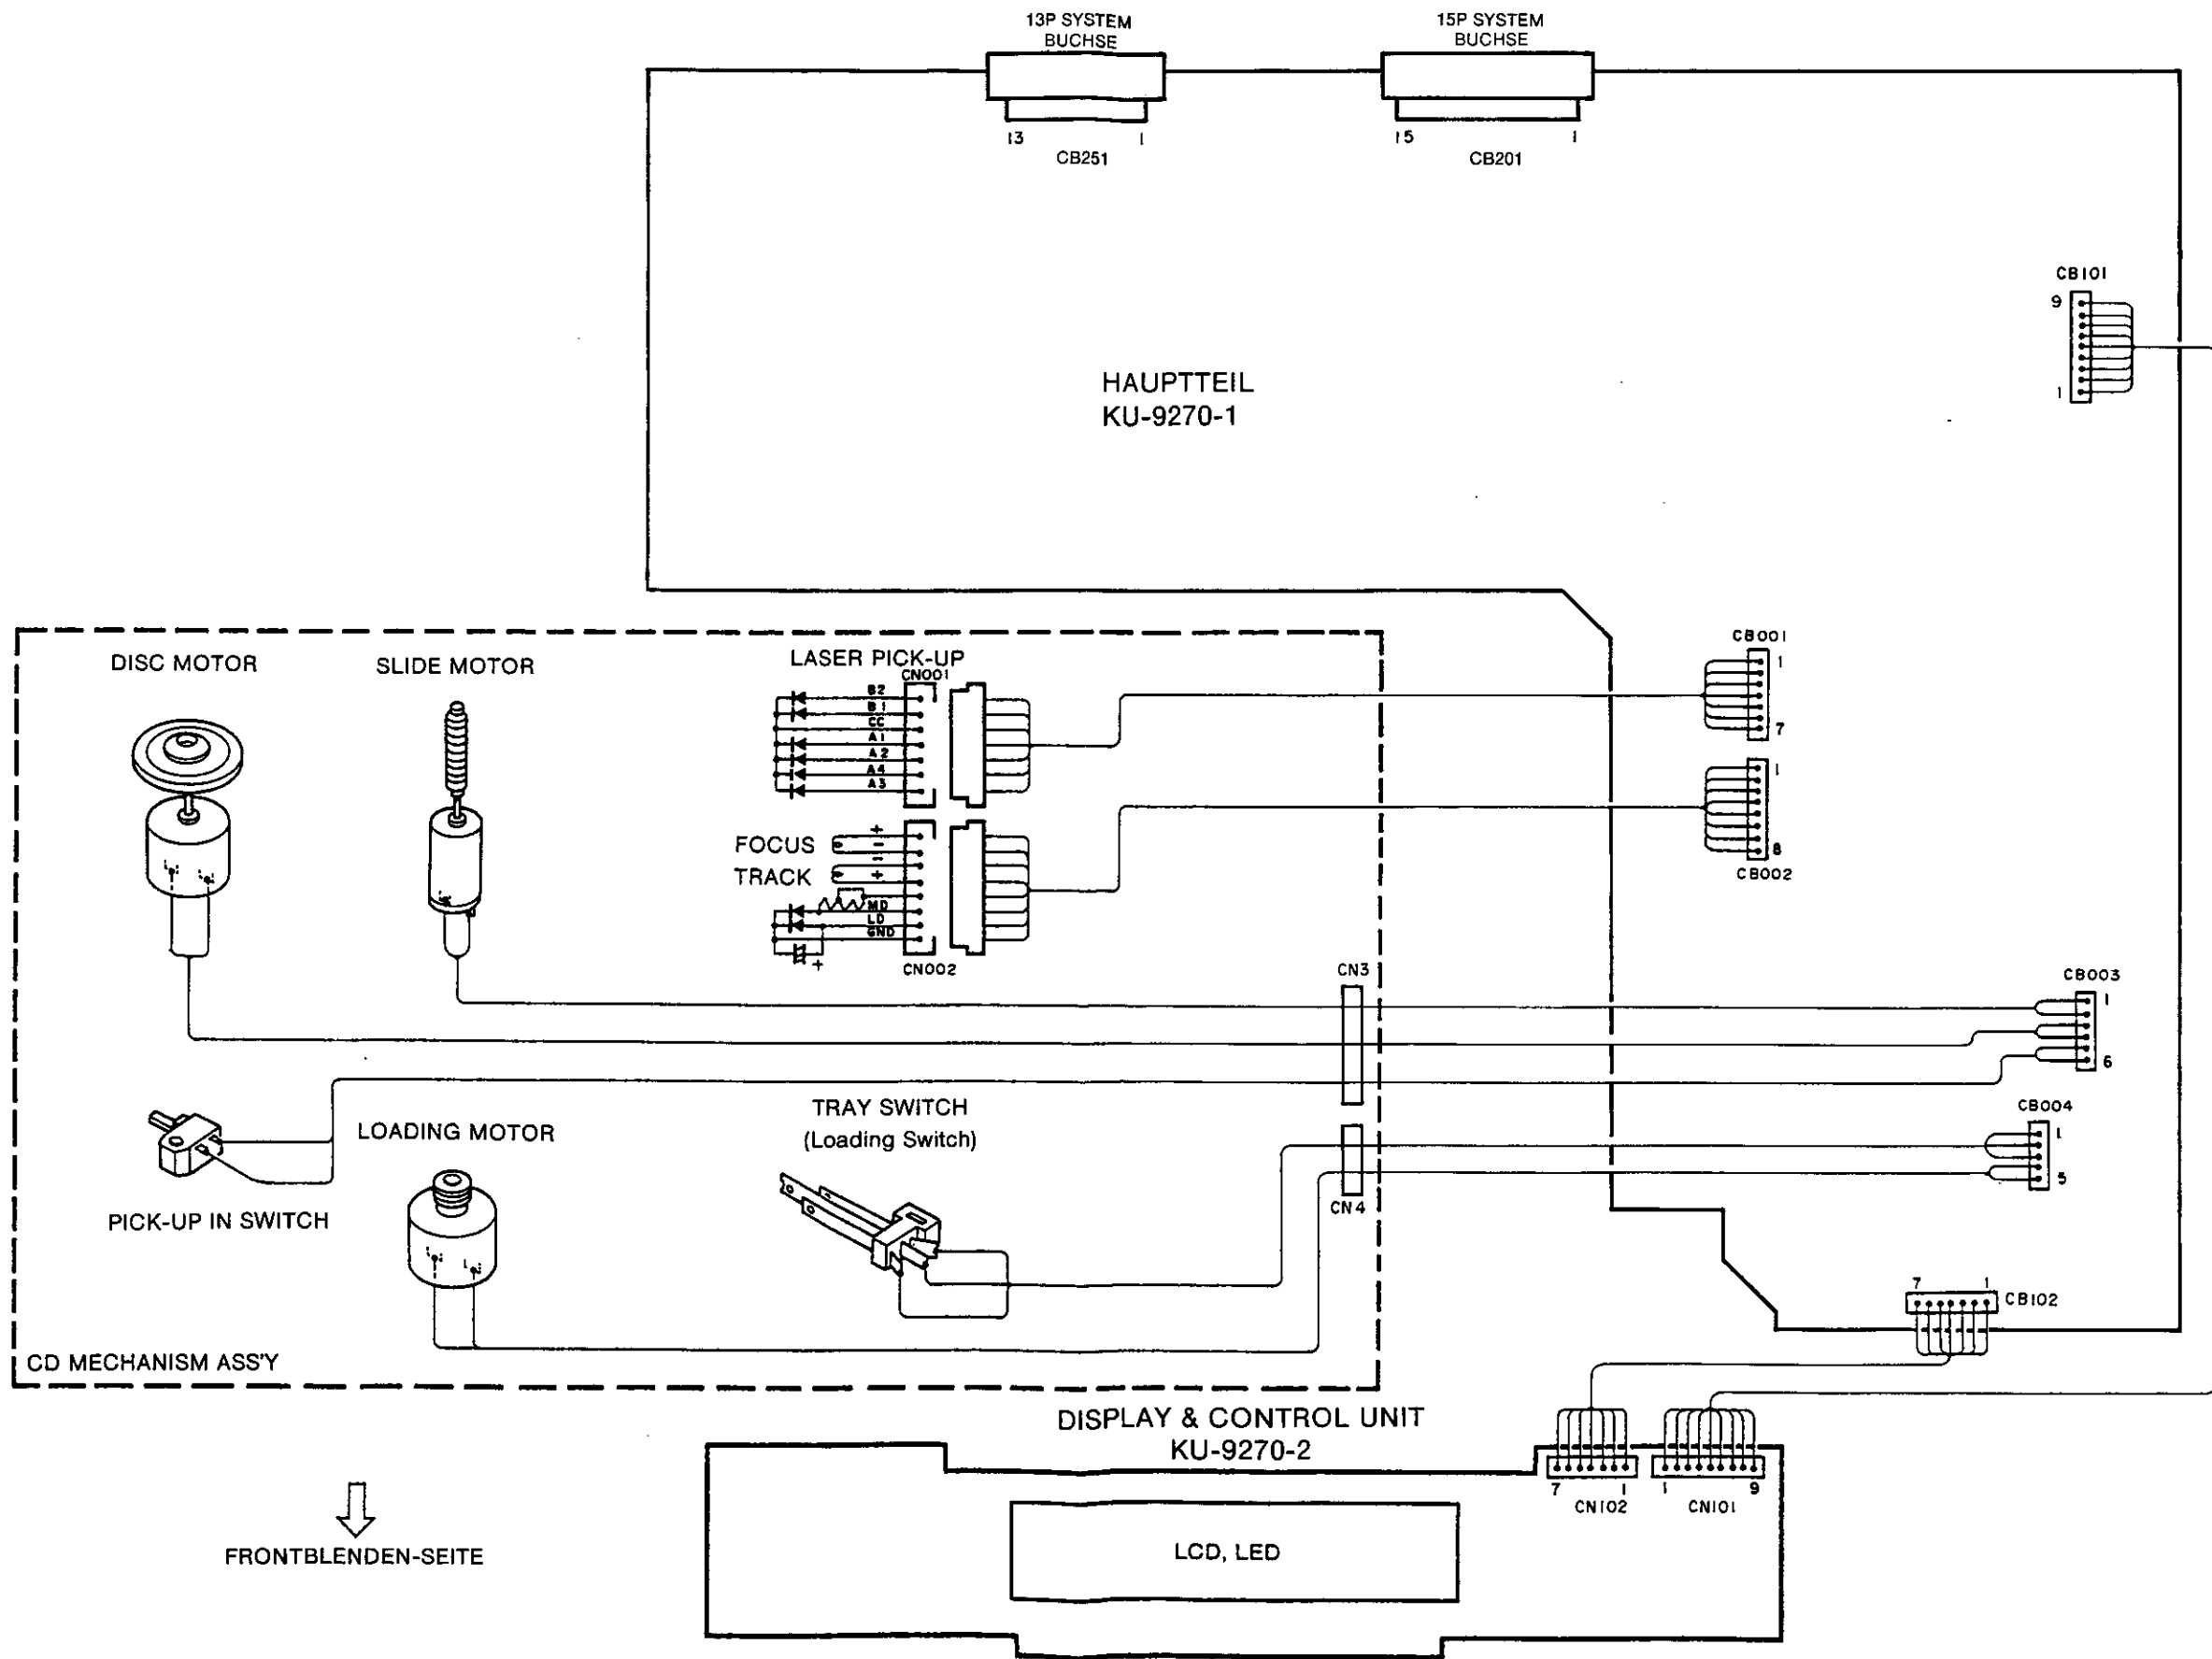 13P SYSTEM
BUCHSE
15P SYSTEM
BUCHSE
13
1
CB251
15
1
CB201
CB101
9
1
HAUPTTEIL
KU-9270-1
DISC MOTOR
SLIDE MOTOR
LASER PICK-UP
CN001
B2
B1
CC
A1
A2
A4
A3
CB001
1
7
1
8
CB002
FOCUS
+
-
TRACK
-
+
MD
LD
GND
+
CN002
CN3
CB003
1
6
TRAY SWITCH
(Loading Switch)
CB004
1
5
CN4
LOADING MOTOR
PICK-UP IN SWITCH
CD MECHANISM ASS'Y
7
1
CB102
DISPLAY & CONTROL UNIT
KU-9270-2
7
1
CN102
1
9
CN101
LCD, LED
FRONTBLENDEN-SEITE